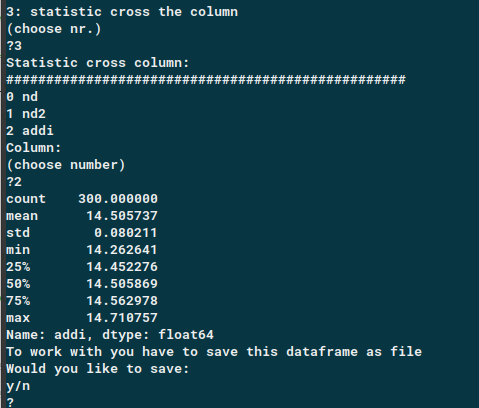 3: statistic cross the column
(choose nr.)
?3
Statistic cross column:
##################################################
0 nd
1 nd2
2 addi
Column:
(choose number)
?2
count    300.000000
mean      14.505737
std        0.080211
min       14.262641
25%       14.452276
50%       14.505869
75%       14.562978
max       14.710757
Name: addi, dtype: float64
To work with you have to save this dataframe as file
Would you like to save:
y/n
?